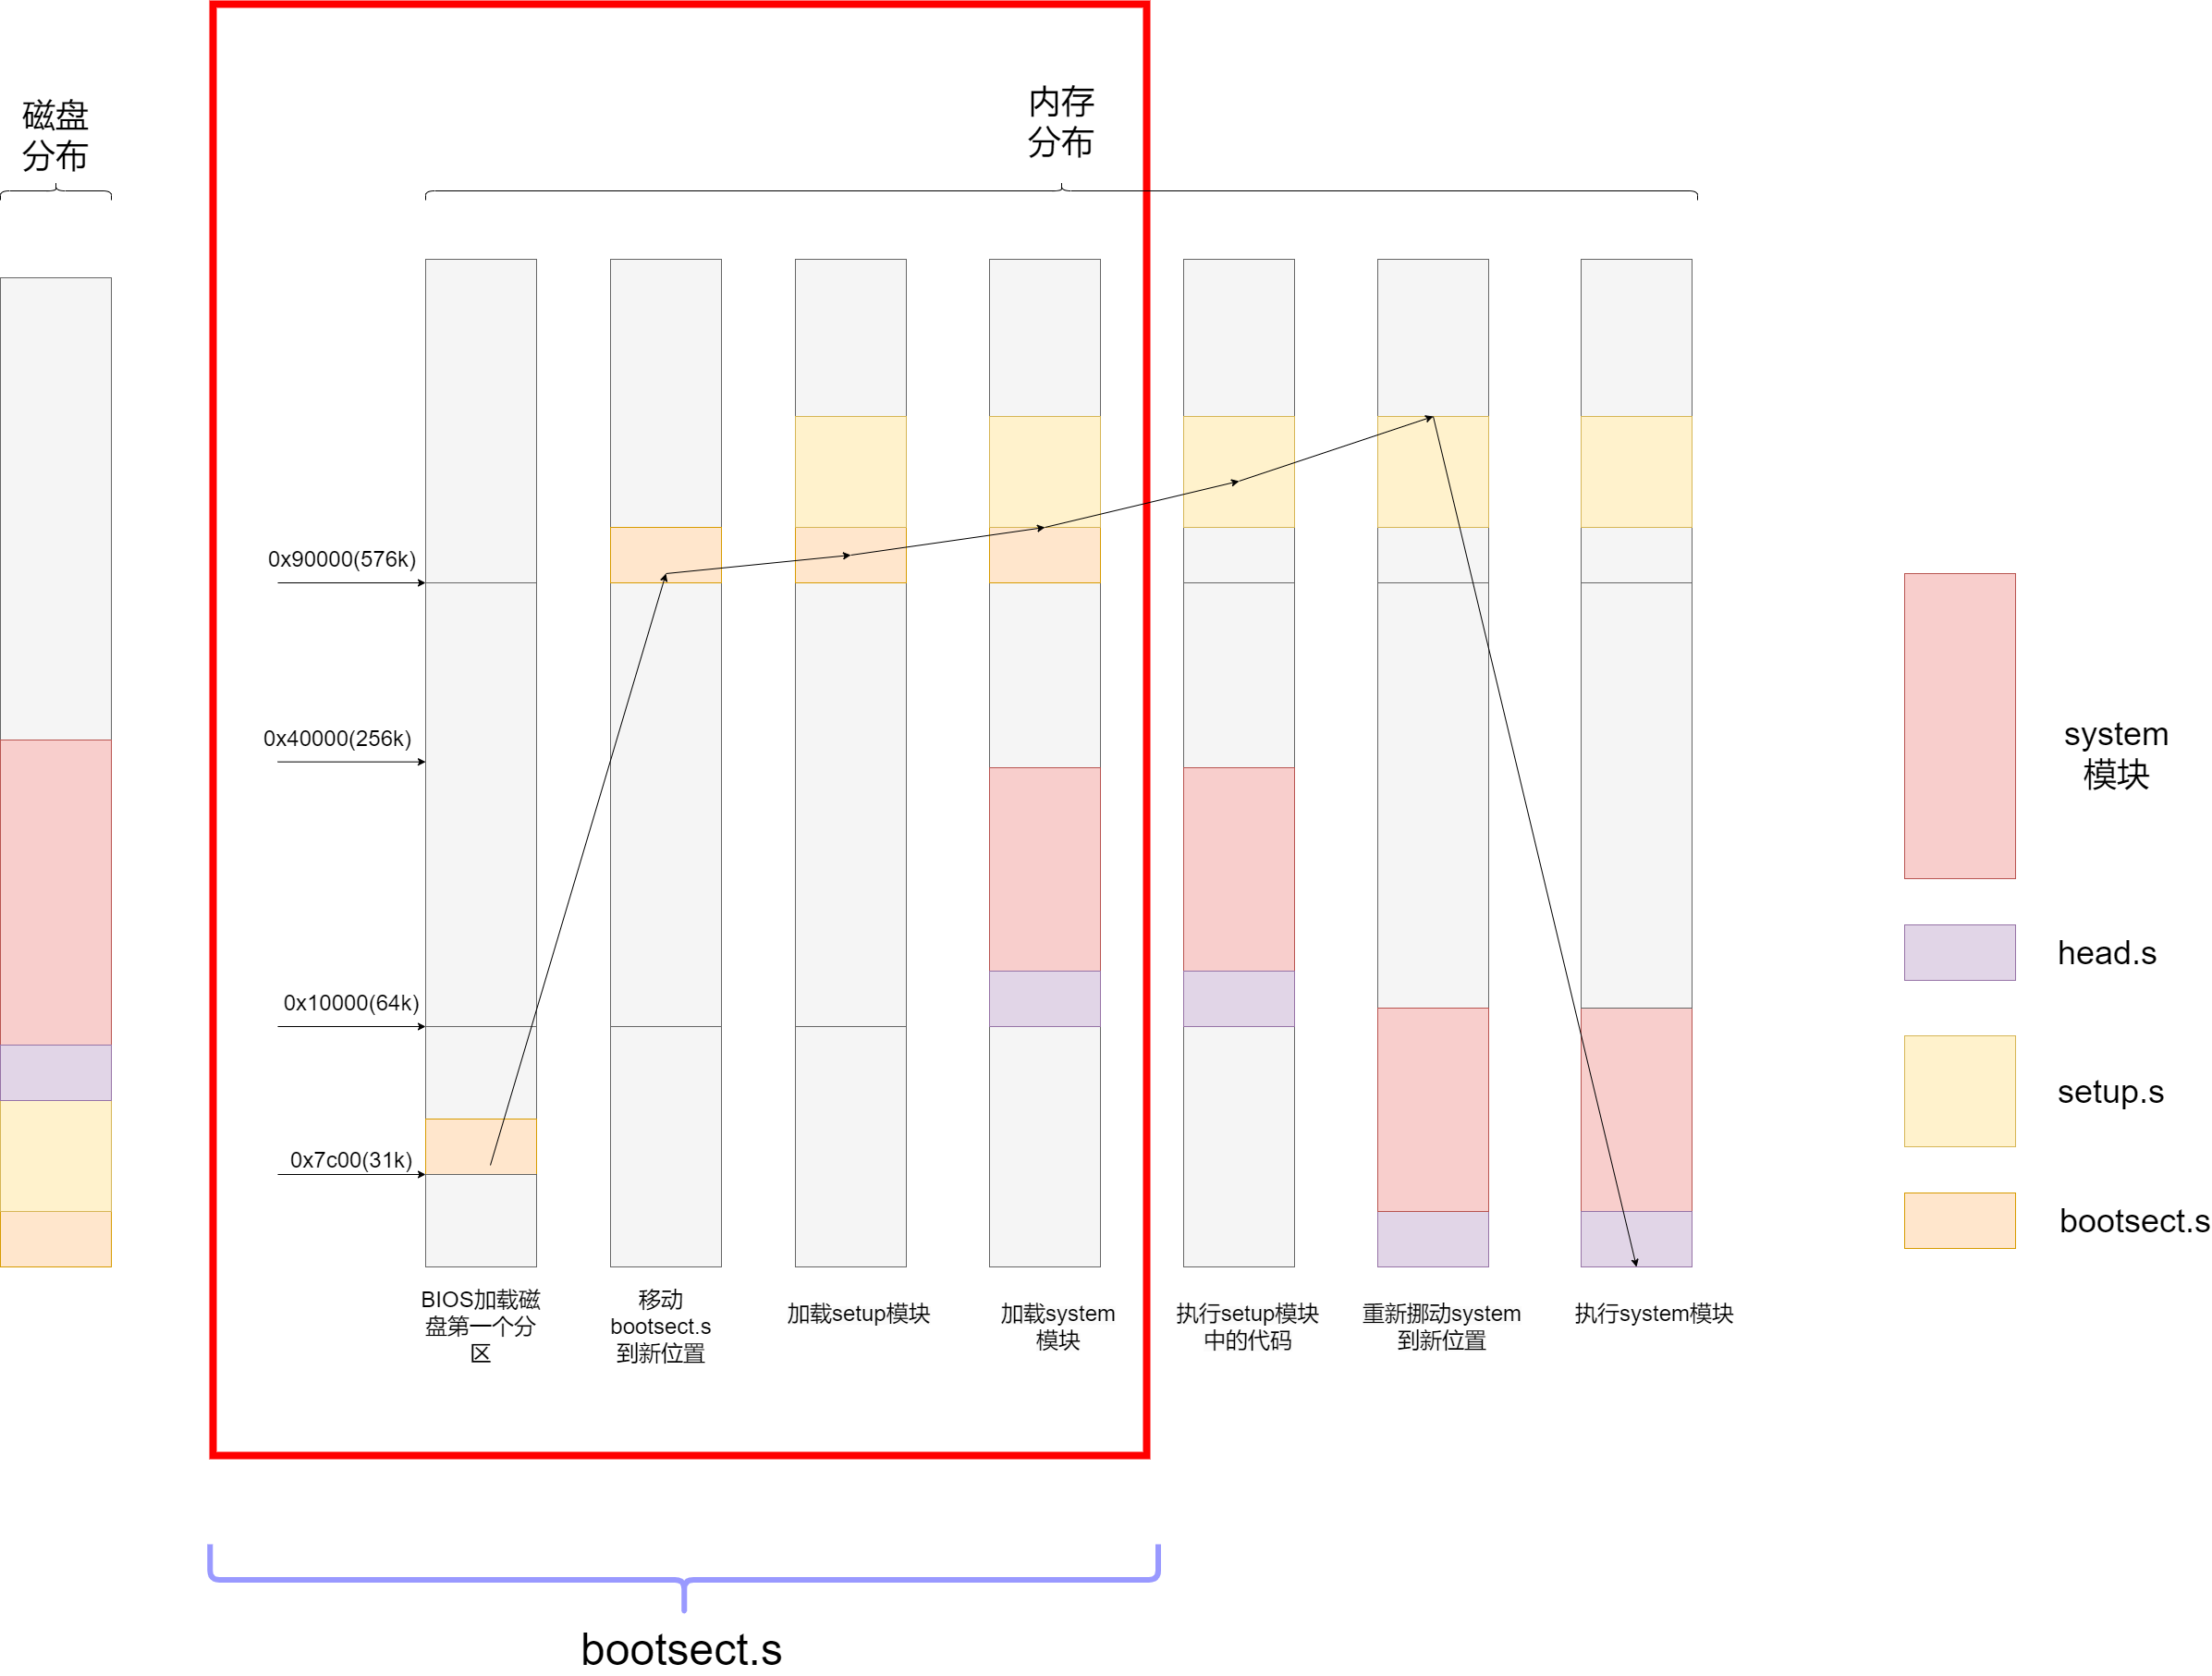 磁盘
分布
内存
分布
0x90000(576k)
0x40000(256k)
0x10000(64k)
0x7c00(31k)
BIOS加载磁
盘第一个分
区
移动
bootsect.s
到新位置
加载setup模块
加载system
模块
执行setup模块
中的代码
重新挪动system
到新位置
执行system模块
system
模块
head.s
setup.s
bootsect.s
bootsect.s